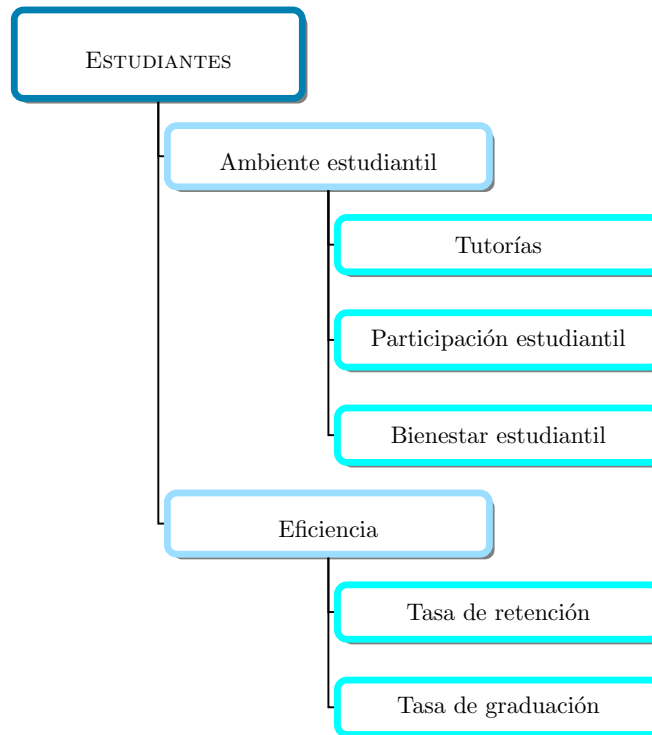 ESTUDIANTES
Ambiente estudiantil
Tutorías
Participación estudiantil
Bienestar estudiantil
Eficiencia
Tasa de retención
Tasa de graduación